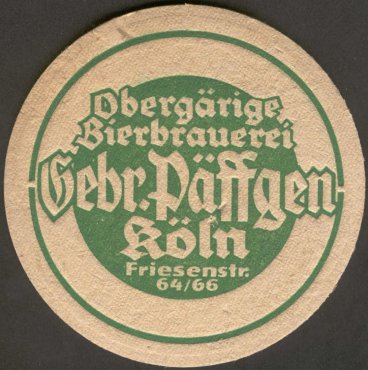 Obergärige
Bierbrauerei
Gebr. Päffgen
Köln
Friesenstr.
64/66